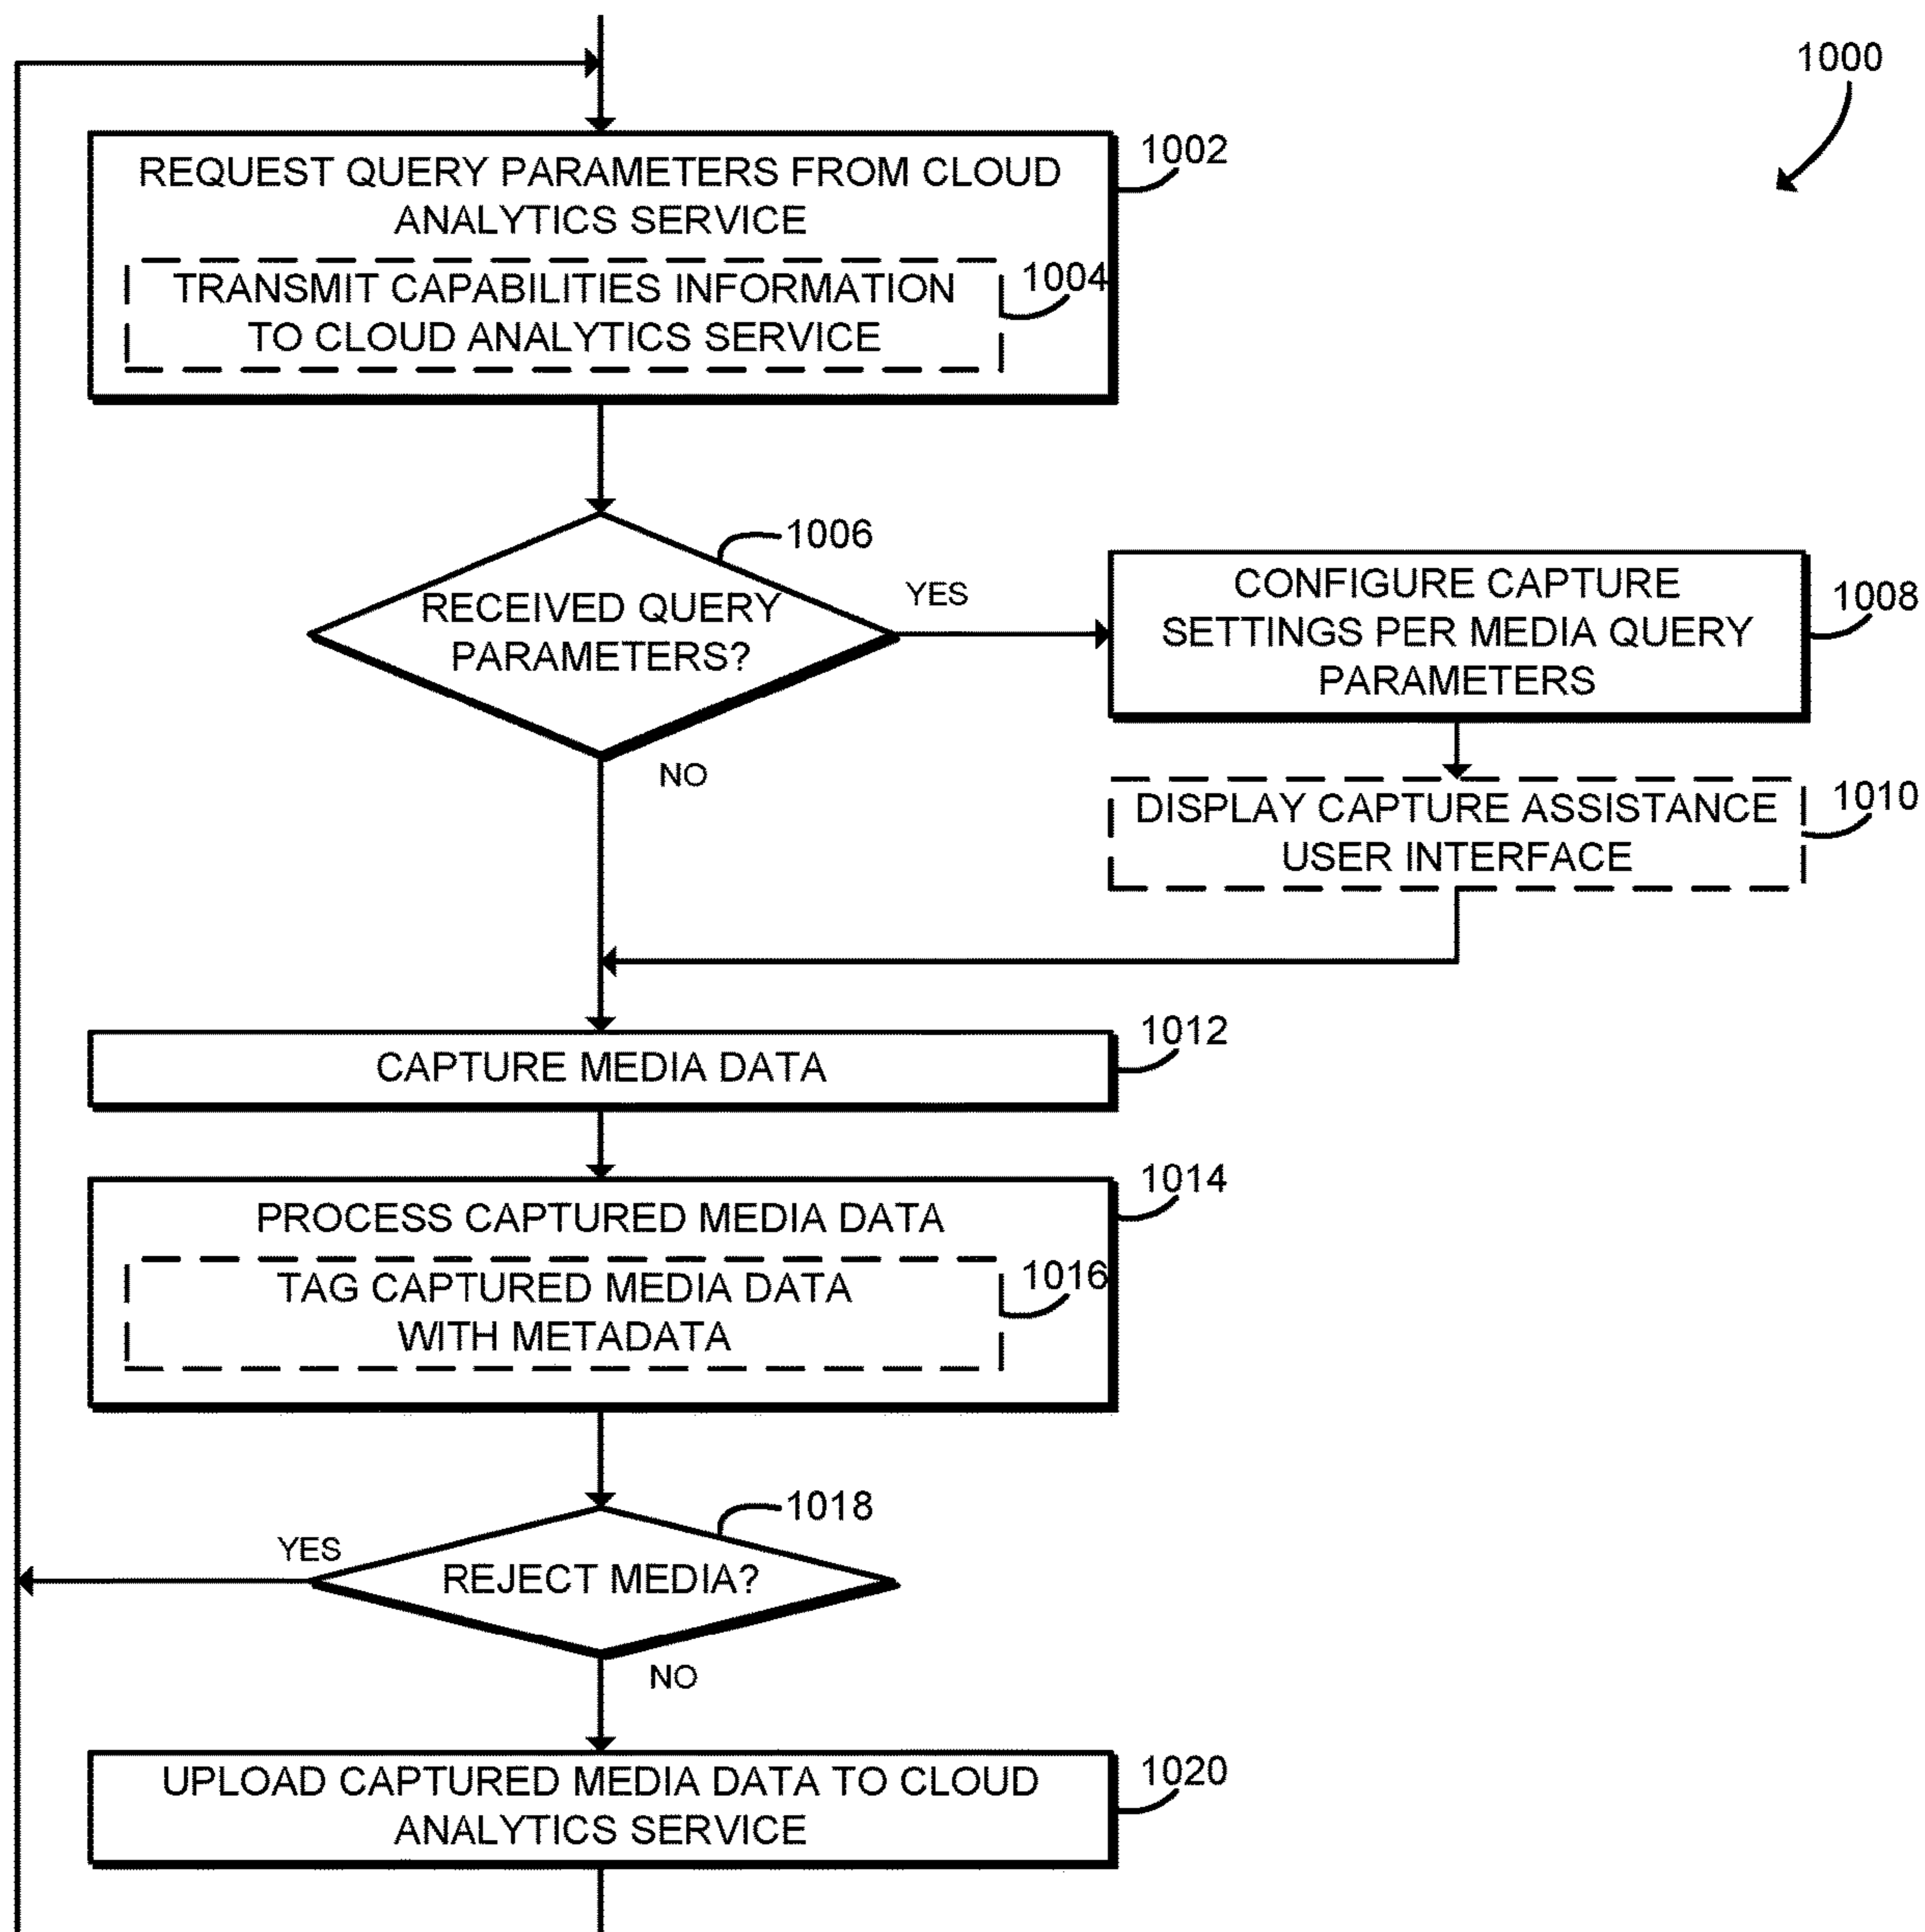 1000
REQUEST QUERY PARAMETERS FROM CLOUD
ANALYTICS SERVICE
1002
TRANSMIT CAPABILITIES INFORMATION
TO CLOUD ANALYTICS SERVICE
1004
1006
RECEIVED QUERY
PARAMETERS?
YES
NO
CONFIGURE CAPTURE
SETTINGS PER MEDIA QUERY
PARAMETERS
1008
DISPLAY CAPTURE ASSISTANCE
USER INTERFACE
1010
CAPTURE MEDIA DATA
1012
PROCESS CAPTURED MEDIA DATA
1014
TAG CAPTURED MEDIA DATA
WITH METADATA
1016
1018
YES
REJECT MEDIA?
NO
UPLOAD CAPTURED MEDIA DATA TO CLOUD
ANALYTICS SERVICE
1020